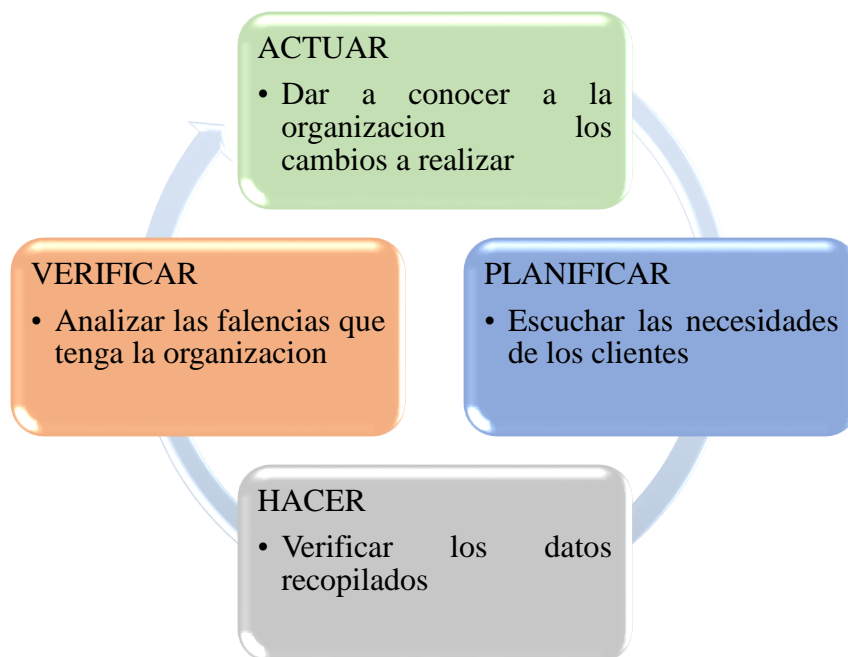 ACTUAR
• Dar a conocer a la
organizacion los
cambios a realizar
VERIFICAR
• Analizar las falencias que
tenga la organizacion
PLANIFICAR
• Escuchar las necesidades
de los clientes
HACER
• Verificar los datos
recopilados